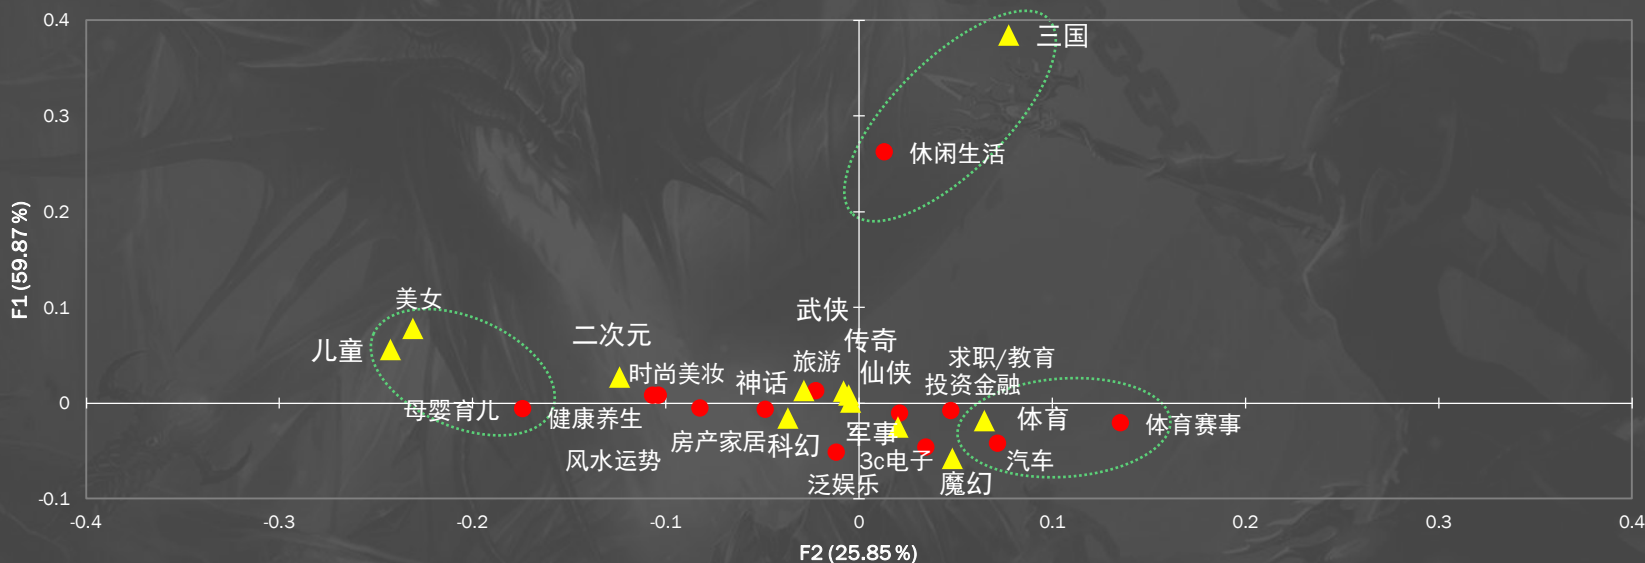 0.4
三国
0.3
休闲生活
0.2
F1 (59.87%)
0.1
美女
武侠
二次元
传奇
儿童
旅游
求职/教育
时尚美妆
神话
仙侠
投资金融
0
母婴育儿
健康养生
体育
体育赛事
房产家居
科幻
军事
风水运势
3c电子
汽车
泛娱乐
魔幻
-0.1
-0.4
-0.3
-0.2
-0.1
0
0.1
0.2
0.3
0.4
F2 (25.85%)